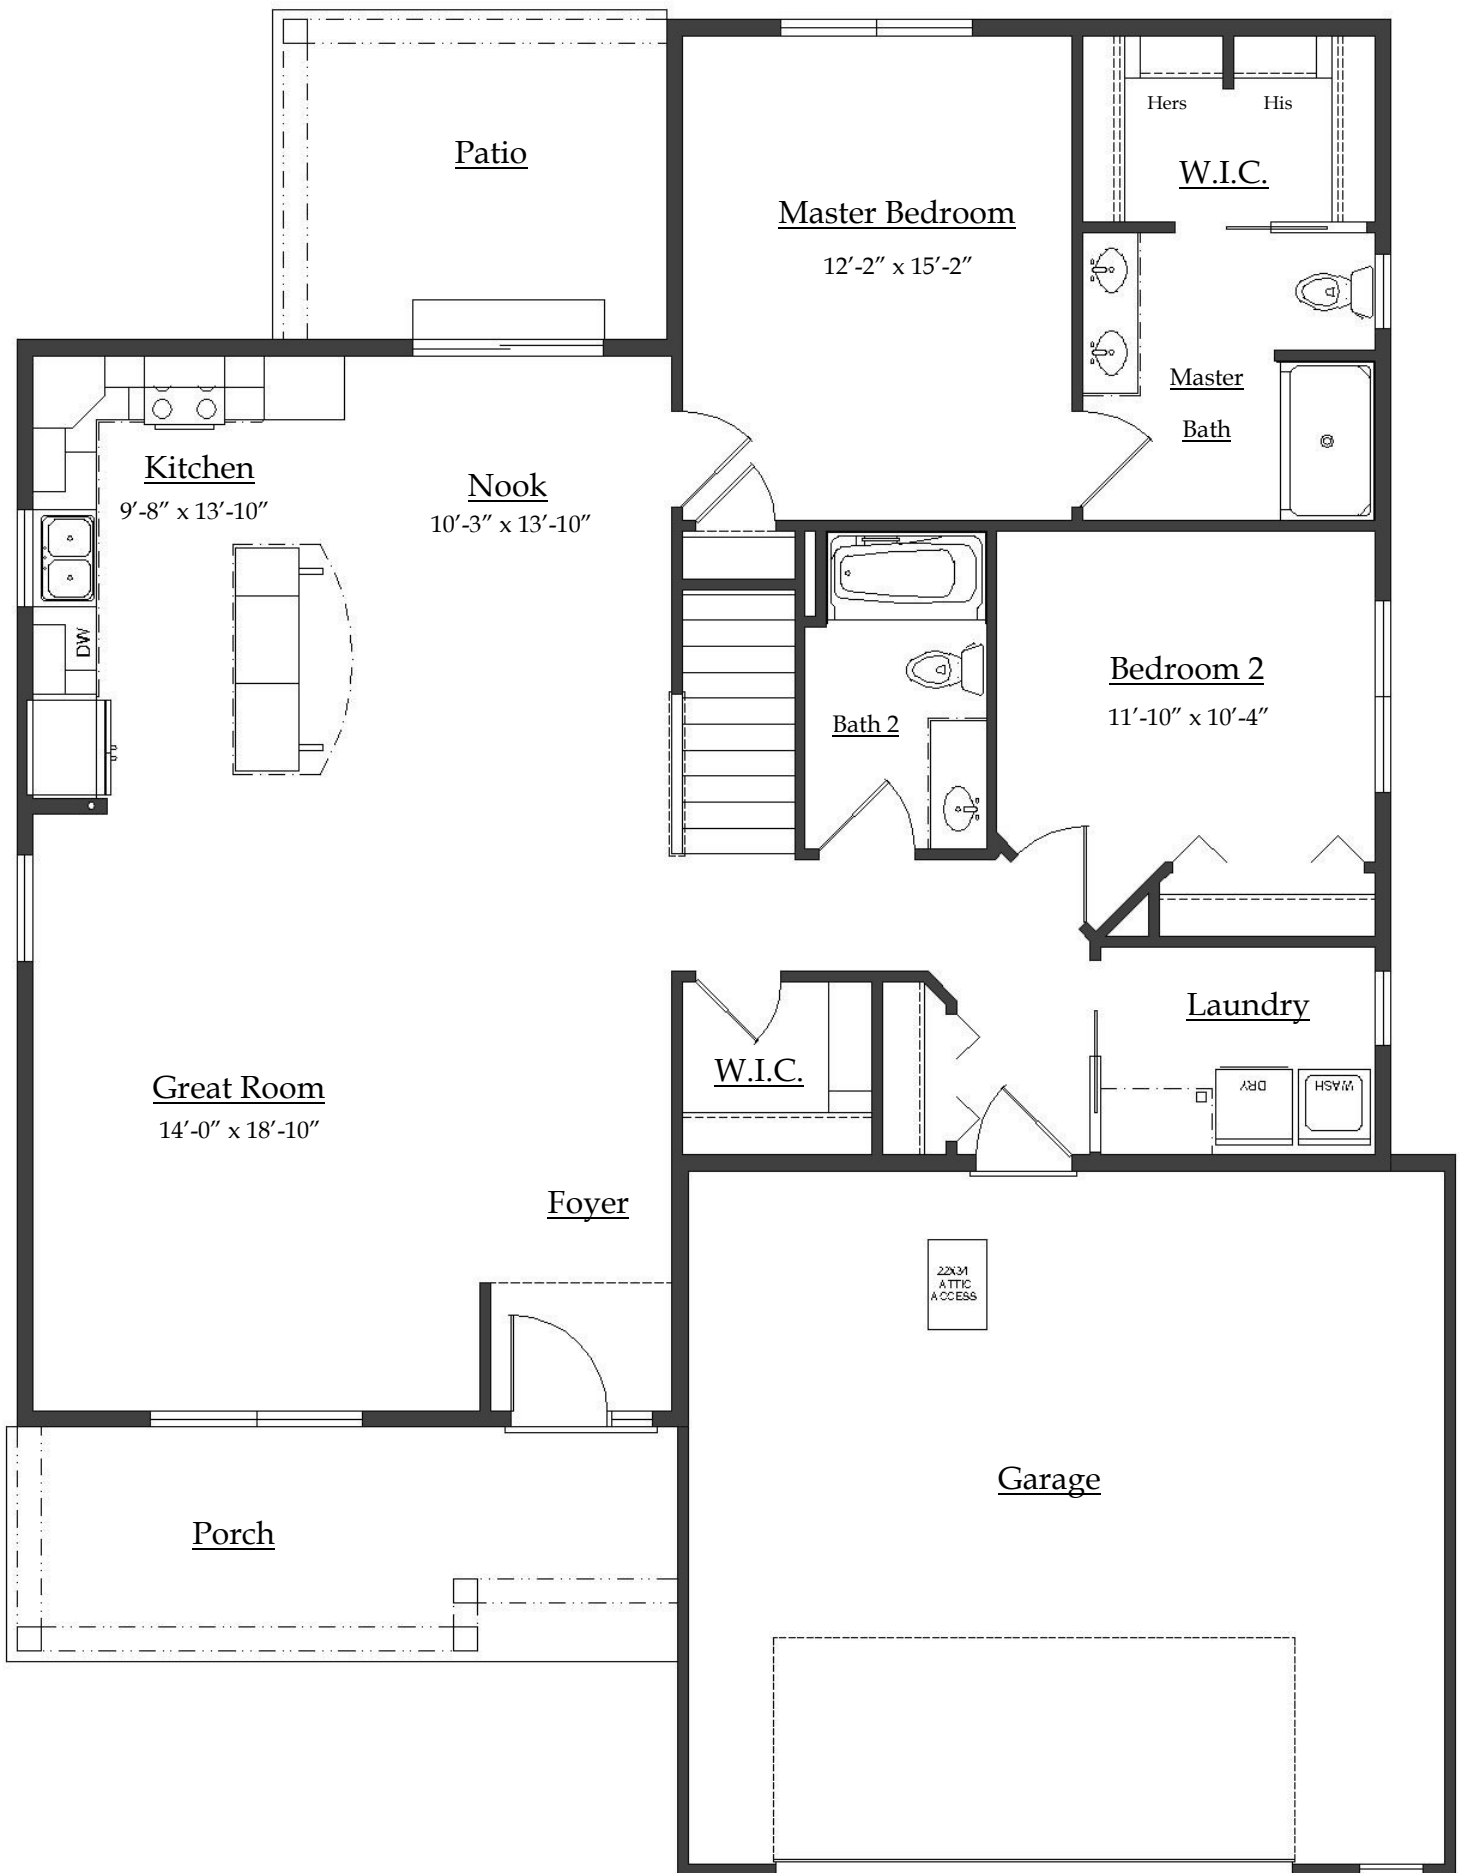 Patio
Hers
His
W.I.C.
Master Bedroom
12'-2" x 15'-2"
Master
Bath
Kitchen
9'-8" x 13'-10"
Nook
10'-3" x 13'-10"
DW
Bedroom 2
11'-10" x 10'-4"
Bath 2
Laundry
W.I.C.
DRY
WASH
Great Room
14'-0" x 18'-10"
Foyer
22X34
ATTIC
ACCESS
Garage
Porch